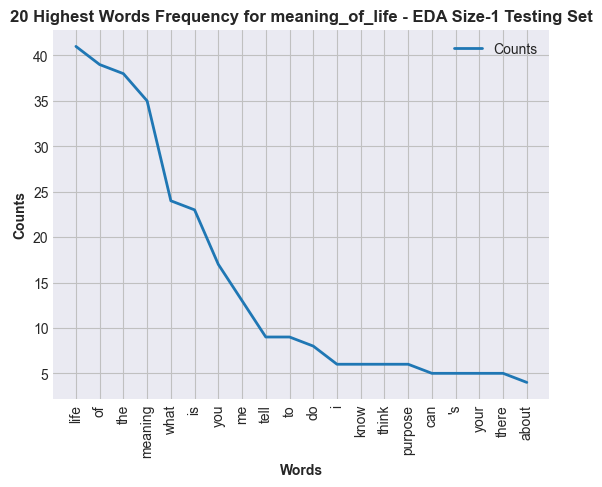 20 Highest Words Frequency for meaning_of_life - EDA Size-1 Testing Set
Counts
40
35
30
25
20
15
10
5
Counts
life
of
the
meaning
what
is
you
me
tell
to
do
i
know
think
purpose
can
's
your
there
about
Words